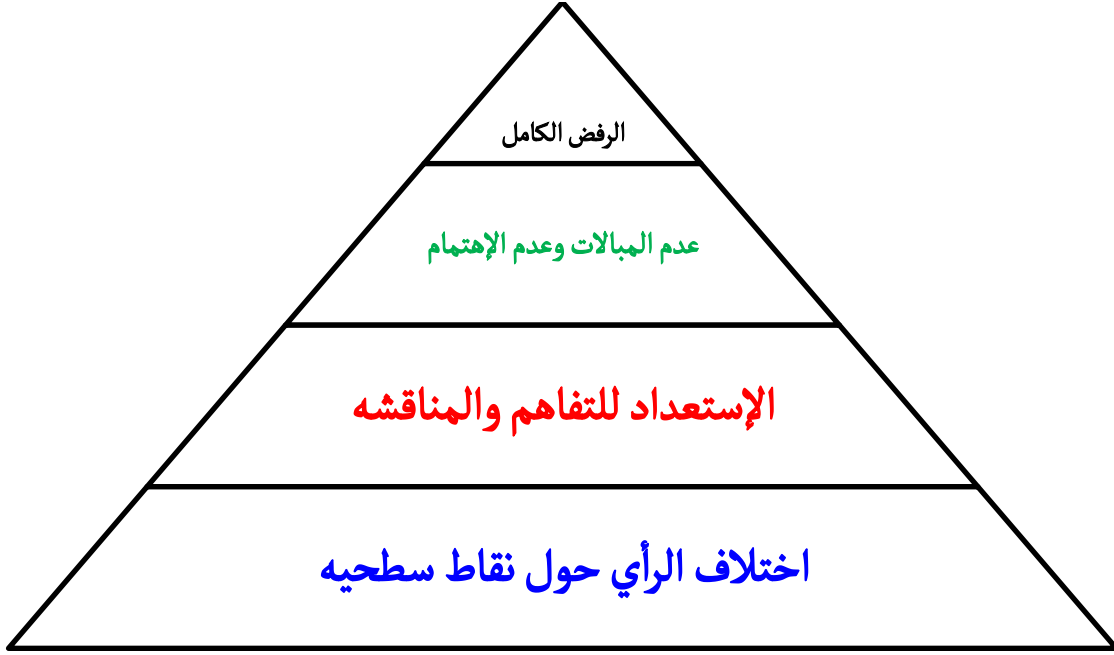 الرفض الكامل
عدم المبالات وعدم الإهتمام
الإستعداد للتفاهم والمناقشه
اختلاف الرأي حول نقاط سطحيه